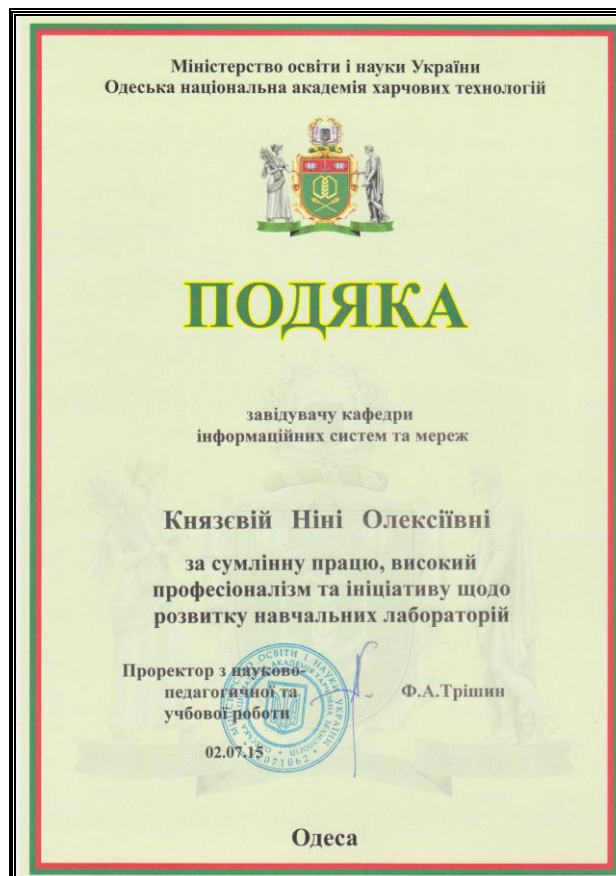 Міністерство освіти і науки України
Одеська національна академія харчових технологій
ПОДЯКА
завідувачу кафедри
інформаційних систем та мереж
Князєвій Ніні Олексіївні
за сумлінну працю, високий
професіоналізм та ініціативу щодо
розвитку навчальних лабораторій
Проректор з науково-
педагогичної та
учбової роботи
Ф.А.Трішин
02.07.15
Одеса